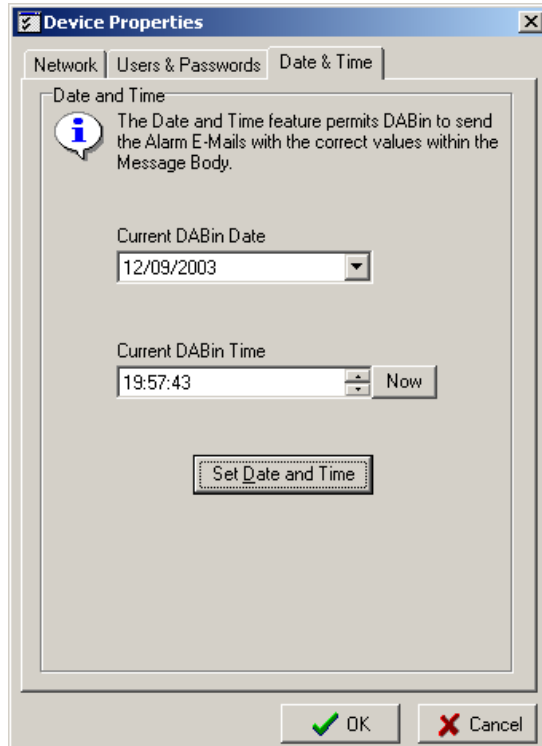 Device Properties
Network
Users & Passwords
Date & Time
Date and Time
The Date and Time feature permits DABin to send
the Alarm E-Mails with the correct values within the
Message Body.
Current DABin Date
12/09/2003
Current DABin Time
19:57:43
Now
Set Date and Time
OK
Cancel